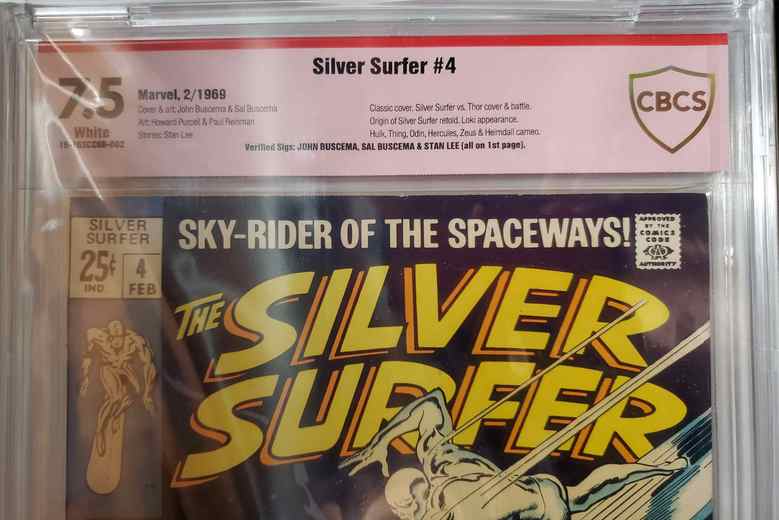 Silver Surfer #4
7.5
White
Marvel, 2/1969
Cover & art: John Buscema & Sal Buscema
Art: Howard Purcell & Paul Reinman
Stories: Stan Lee
Classic cover. Silver Surfer vs. Thor cover & battle.
Origin of Silver Surfer retold. Loki appearance.
Hulk, Thing, Odin, Hercules, Zeus & Heimdall cameo.
Verified Sigs: JOHN BUSCEMA, SAL BUSCEMA & STAN LEE (all on 1st page).
CBCS
SILVER
SURFER
25¢
IND
4
FEB
SKY-RIDER OF THE SPACEWAYS!
APPROVED
BY THE
COMICS
CODE
AUTHORITY
THE SILVER
SURFER